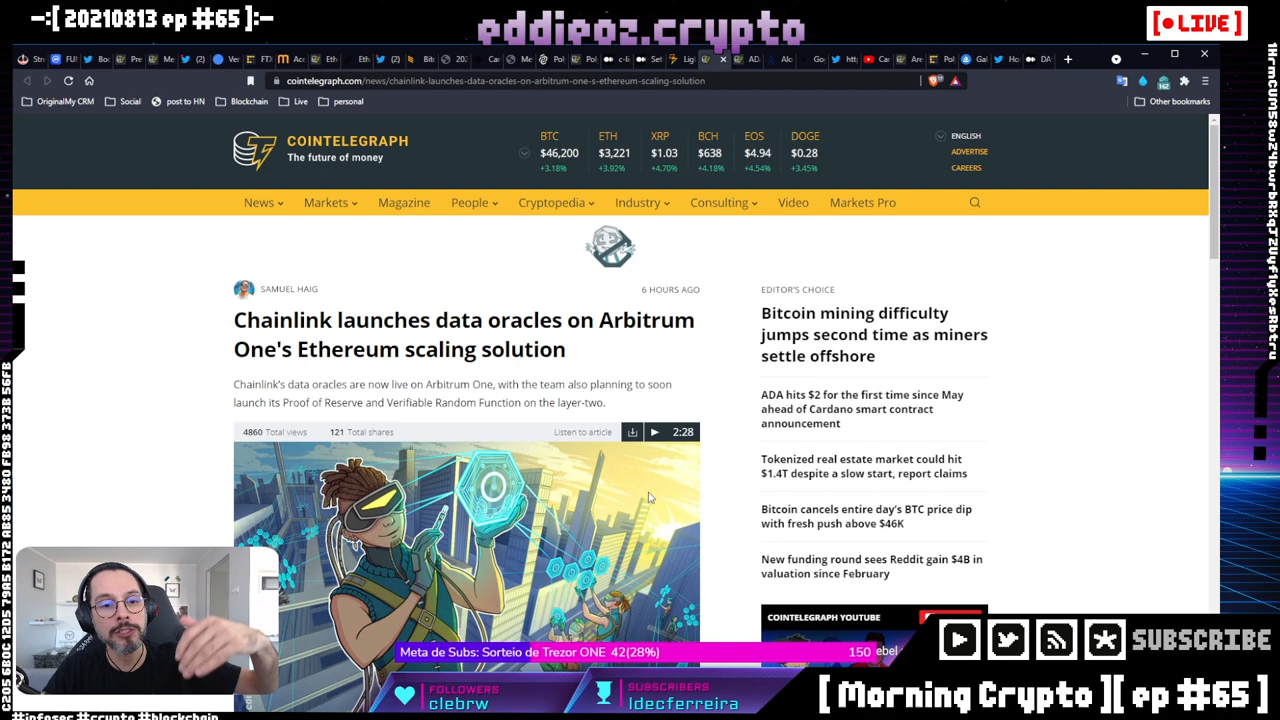 -:[ 20210813 ep #65 ]:-
eddieoz.crypto
[● LIVE]
cointelegraph.com/news/chainlink-launches-data-oracles-on-arbitrum-one-s-ethereum-scaling-solution
OriginalMy CRM
Social
post to HN
Blockchain
Live
personal
Other bookmarks
COINTELEGRAPH
The future of money
BTC ETH XRP BCH EOS DOGE
$46,200 $3,221 $1.03 $638 $4.94 $0.28
+3.18% +3.92% +4.70% +4.18% +4.54% +3.45%
ENGLISH
ADVERTISE
CAREERS
News Markets Magazine People Cryptopedia Industry Consulting Video Markets Pro
SAMUEL HAIG
6 HOURS AGO
Chainlink launches data oracles on Arbitrum
One's Ethereum scaling solution
Chainlink's data oracles are now live on Arbitrum One, with the team also planning to soon
launch its Proof of Reserve and Verifiable Random Function on the layer-two.
4860 Total views
121 Total shares
Listen to article
2:28
EDITOR'S CHOICE
Bitcoin mining difficulty
jumps second time as miners
settle offshore
ADA hits $2 for the first time since May
ahead of Cardano smart contract
announcement
Tokenized real estate market could hit
$1.4T despite a slow start, report claims
Bitcoin cancels entire day's BTC price dip
with fresh push above $46K
New funding round sees Reddit gain $4B in
valuation since February
COINTELEGRAPH YOUTUBE
Meta de Subs: Sorteio de Trezor ONE 42(28%)
150
FOLLOWERS
clebrw
SUBSCRIBERS
ldecferreira
SUBSCRIBE
[ Morning Crypto ][ ep #65 ]
#infosec #crypto #blockchain